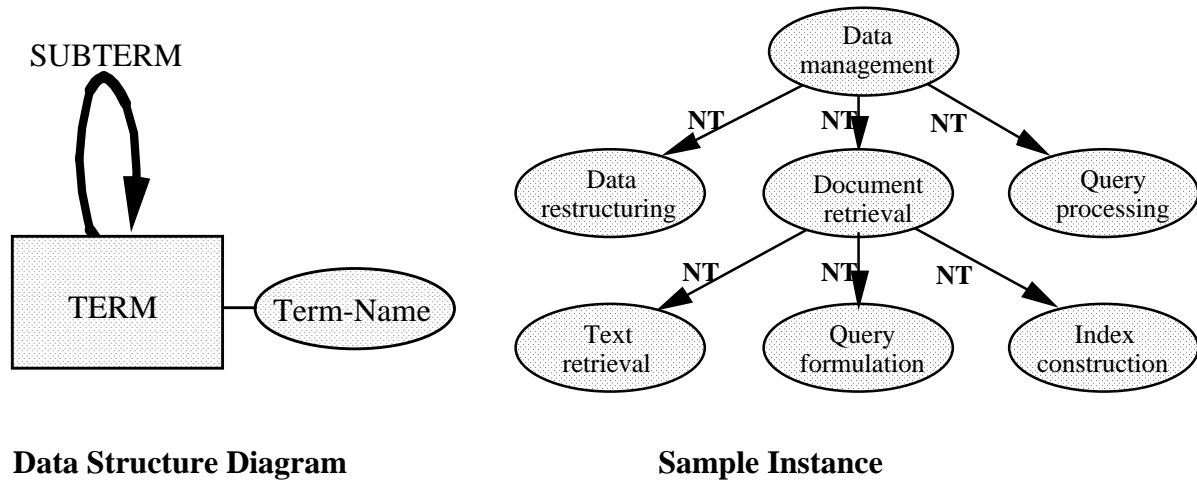 SUBTERM
TERM
Term-Name
Data Structure Diagram
Data
management
NT
NT
NT
Data
restructuring
Document
retrieval
Query
processing
NT
NT
NT
Text
retrieval
Query
formulation
Index
construction
Sample Instance